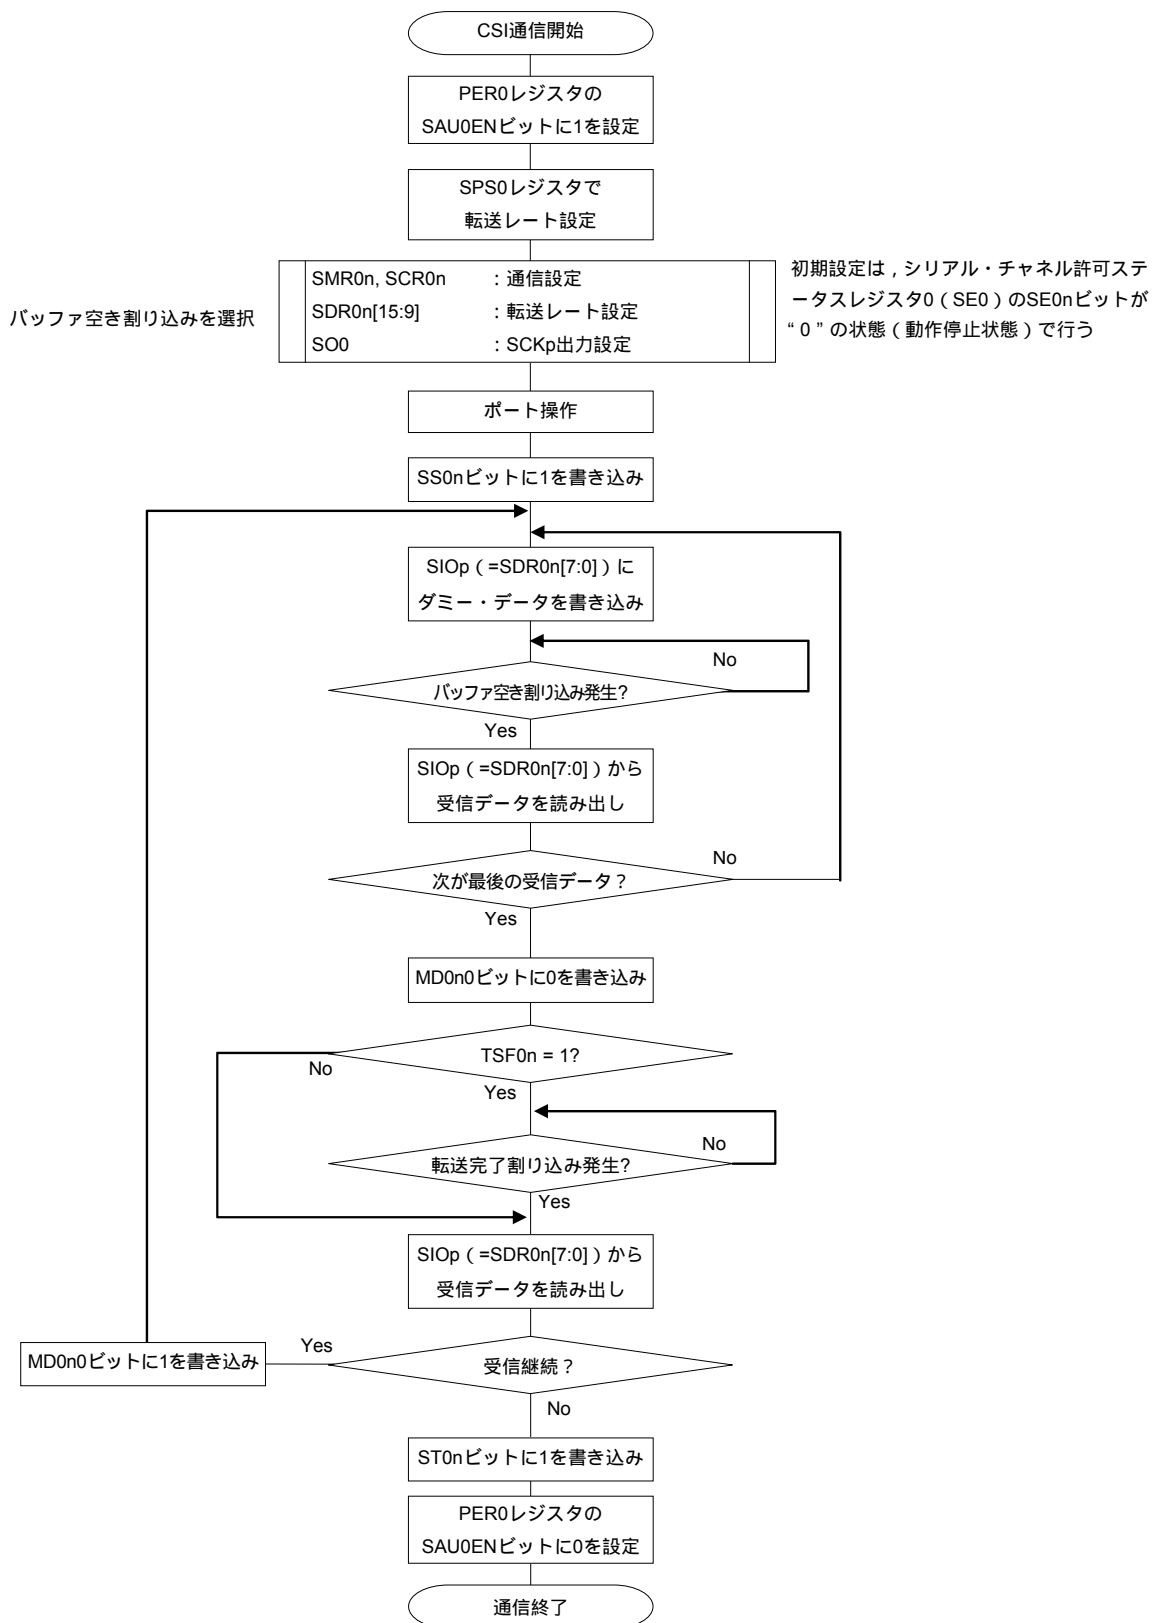 CSI通信開始
PER0レジスタの
SAU0ENビットに1を設定
SPS0レジスタで
転送レート設定
バッファ空き割り込みを選択
SMR0n, SCR0n ：通信設定
SDR0n[15:9] ：転送レート設定
SO0 ：SCKp出力設定
初期設定は，シリアル・チャネル許可ステ
ータスレジスタ0（SE0）のSE0nビットが
“0”の状態（動作停止状態）で行う
ポート操作
SS0nビットに1を書き込み
SIOp（=SDR0n[7:0]）に
ダミー・データを書き込み
No
バッファ空き割り込み発生?
Yes
SIOp（=SDR0n[7:0]）から
受信データを読み出し
No
次が最後の受信データ？
Yes
MD0n0ビットに0を書き込み
TSF0n = 1?
No
Yes
No
転送完了割り込み発生?
Yes
SIOp（=SDR0n[7:0]）から
受信データを読み出し
Yes
MD0n0ビットに1を書き込み
受信継続？
No
ST0nビットに1を書き込み
PER0レジスタの
SAU0ENビットに0を設定
通信終了